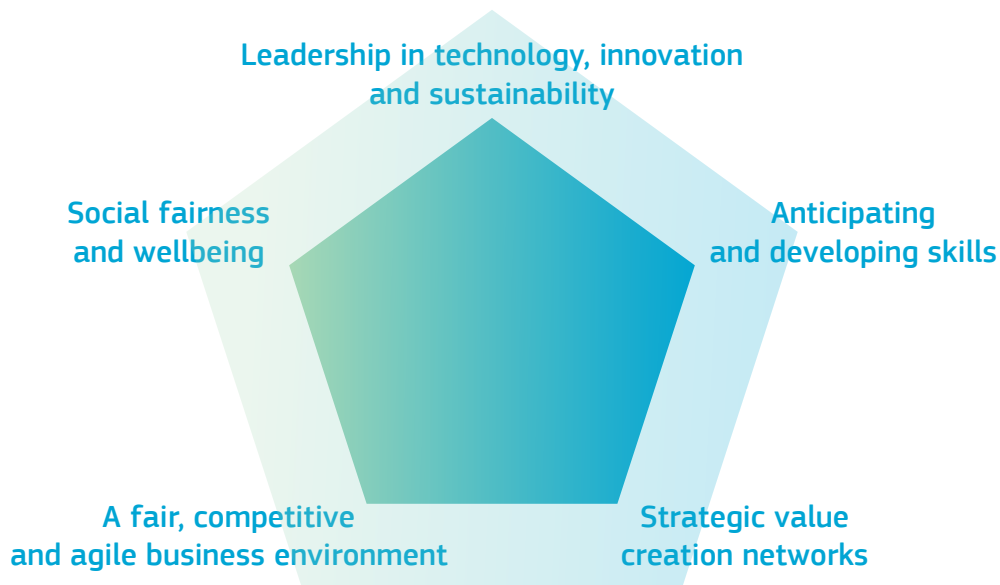 Leadership in technology, innovation
and sustainability
Social fairness
and wellbeing
Anticipating
and developing skills
A fair, competitive
and agile business environment
Strategic value
creation networks